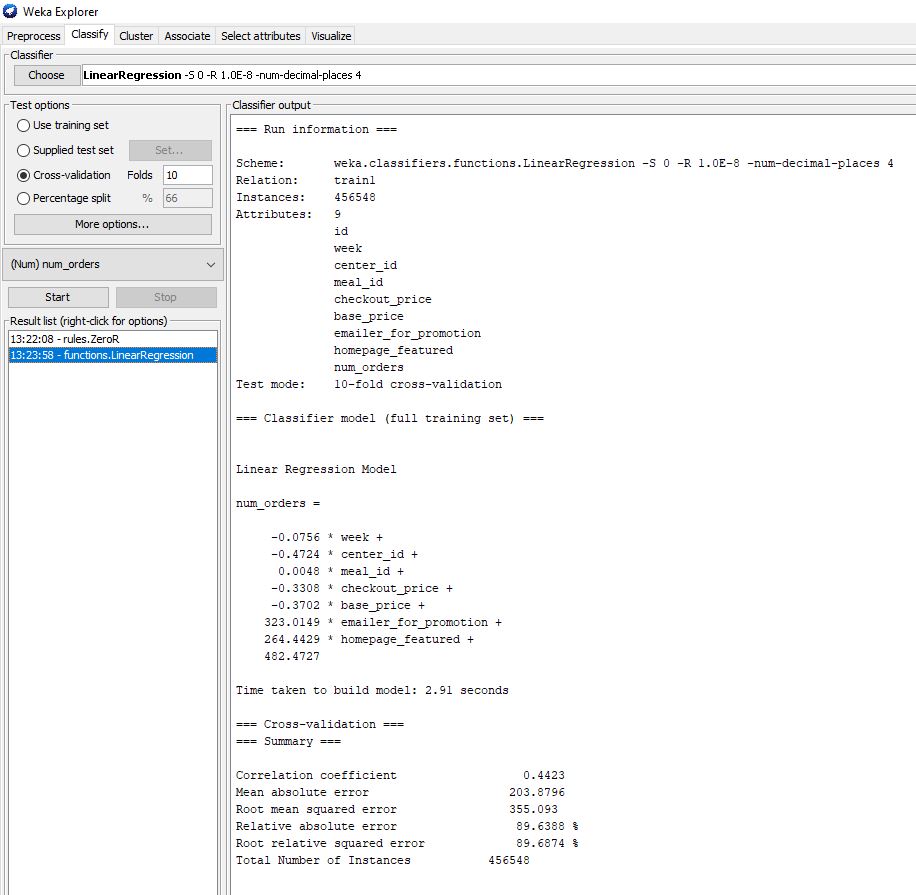 Weka Explorer
Preprocess Classify Cluster Associate Select attributes Visualize
Classifier
Choose LinearRegression -S 0 -R 1.0E-8 -num-decimal-places 4
Test options
Use training set
Supplied test set Set...
Cross-validation Folds 10
Percentage split % 66
More options...
(Num) num_orders
Start Stop
Result list (right-click for options)
13:22:08 - rules.ZeroR
13:23:58 - functions.LinearRegression
Classifier output
=== Run information ===
Scheme: weka.classifiers.functions.LinearRegression -S 0 -R 1.0E-8 -num-decimal-places 4
Relation: train1
Instances: 456548
Attributes: 9
id
week
center_id
meal_id
checkout_price
base_price
emailer_for_promotion
homepage_featured
num_orders
Test mode: 10-fold cross-validation
=== Classifier model (full training set) ===
Linear Regression Model
num_orders =
-0.0756 * week +
-0.4724 * center_id +
0.0048 * meal_id +
-0.3308 * checkout_price +
-0.3702 * base_price +
323.0149 * emailer_for_promotion +
264.4429 * homepage_featured +
482.4727
Time taken to build model: 2.91 seconds
=== Cross-validation ===
=== Summary ===
Correlation coefficient 0.4423
Mean absolute error 203.8796
Root mean squared error 355.093
Relative absolute error 89.6388 %
Root relative squared error 89.6874 %
Total Number of Instances 456548